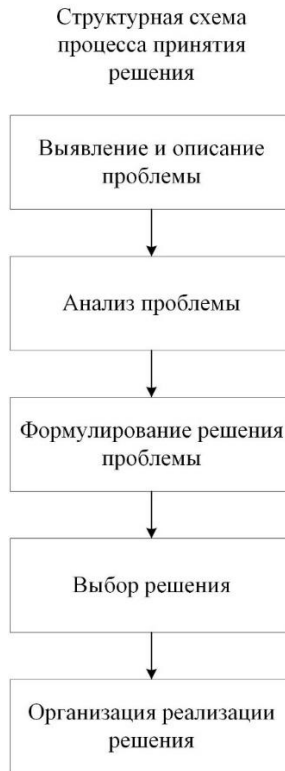 Структурная схема
процесса принятия
решения
Выявление и описание
проблемы
Анализ проблемы
Формулирование решения
проблемы
Выбор решения
Организация реализации
решения